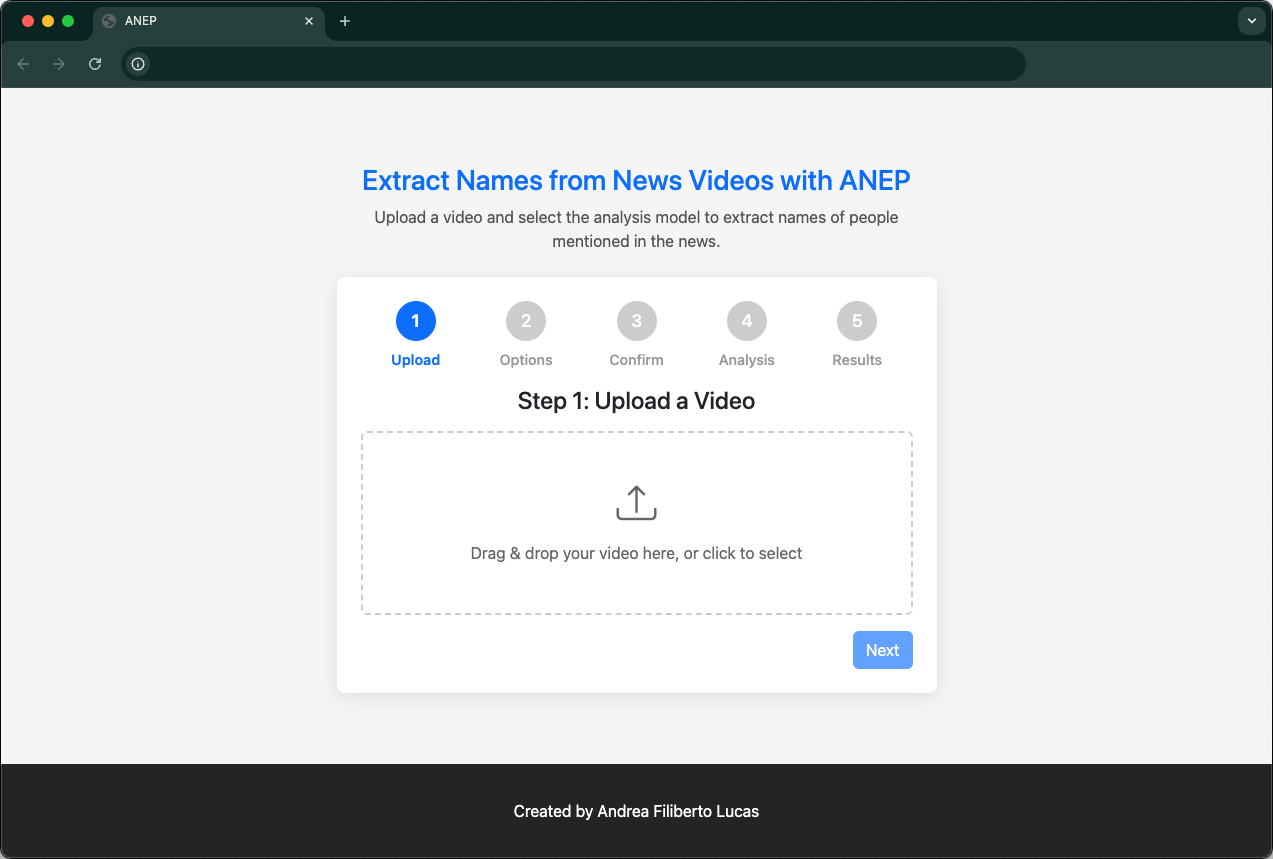 ANEP
Extract Names from News Videos with ANEP
Upload a video and select the analysis model to extract names of people
mentioned in the news.
1 2 3 4 5
Upload Options Confirm Analysis Results
Step 1: Upload a Video
Drag & drop your video here, or click to select
Next
Created by Andrea Filiberto Lucas